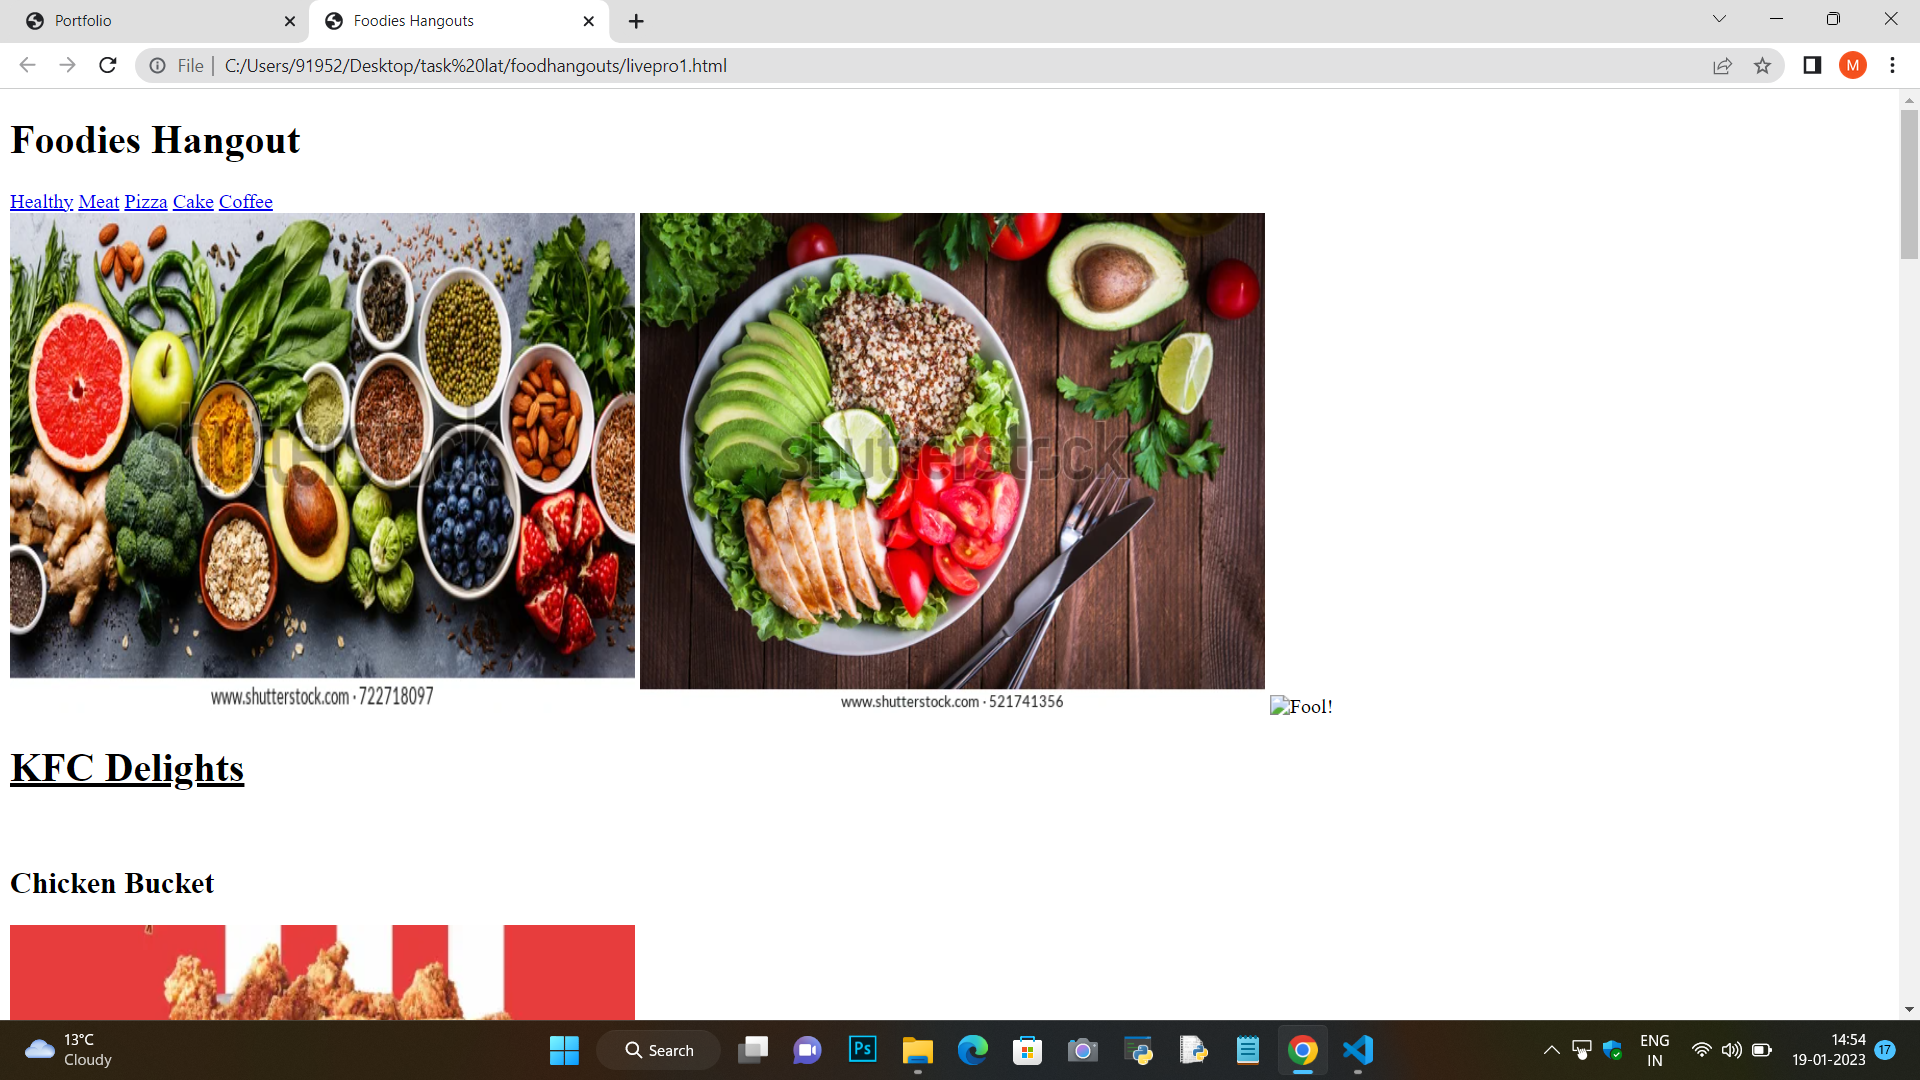 Portfolio
Foodies Hangouts
File
C:/Users/91952/Desktop/task%20lat/foodhangouts/livepro1.html
M
Foodies Hangout
Healthy Meat Pizza Cake Coffee
shutterstock
shutterstock
www.shutterstock.com · 722718097
www.shutterstock.com · 521741356
Fool!
KFC Delights
Chicken Bucket
13°C
Cloudy
Search
Ps
ENG
IN
14:54
19-01-2023
17